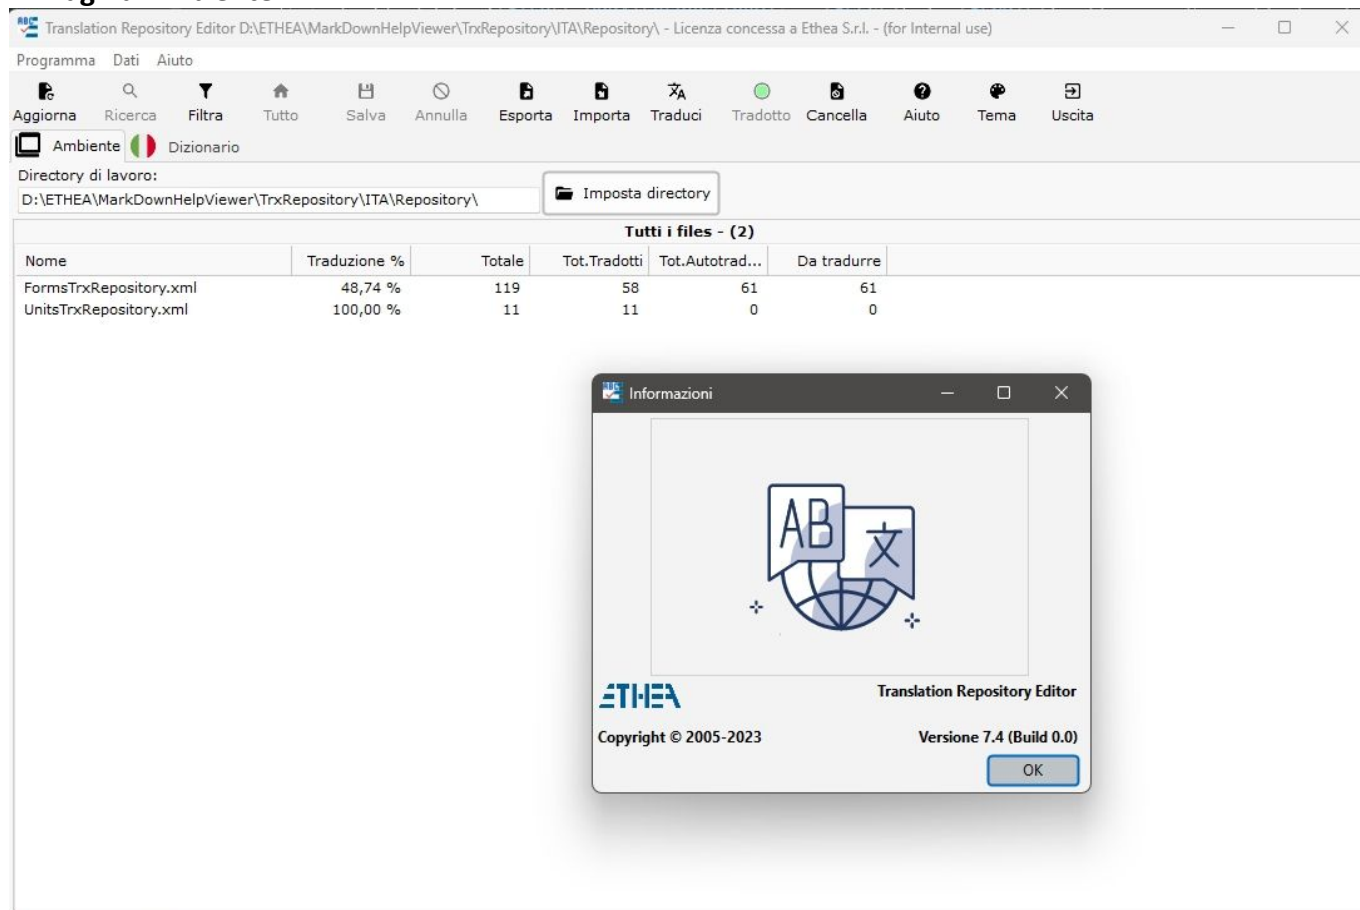 Translation Repository Editor D:\ETHEA\MarkDownHelpViewer\TrxRepository\ITA\Repository\ - Licenza concessa a Ethea S.r.l. - (for Internal use)
Programma Dati Aiuto
Aggiorna Ricerca Filtra Tutto Salva Annulla Esporta Importa Traduci Tradotto Cancella Aiuto Tema Uscita
Ambiente Dizionario
Directory di lavoro:
D:\ETHEA\MarkDownHelpViewer\TrxRepository\ITA\Repository\ Imposta directory
Tutti i files - (2)
Nome Traduzione % Totale Tot.Tradotti Tot.Autotrad... Da tradurre
FormsTrxRepository.xml 48,74 % 119 58 61 61
UnitsTrxRepository.xml 100,00 % 11 11 0 0
Informazioni
AB 文
ETHEA Translation Repository Editor
Copyright © 2005-2023 Versione 7.4 (Build 0.0)
OK